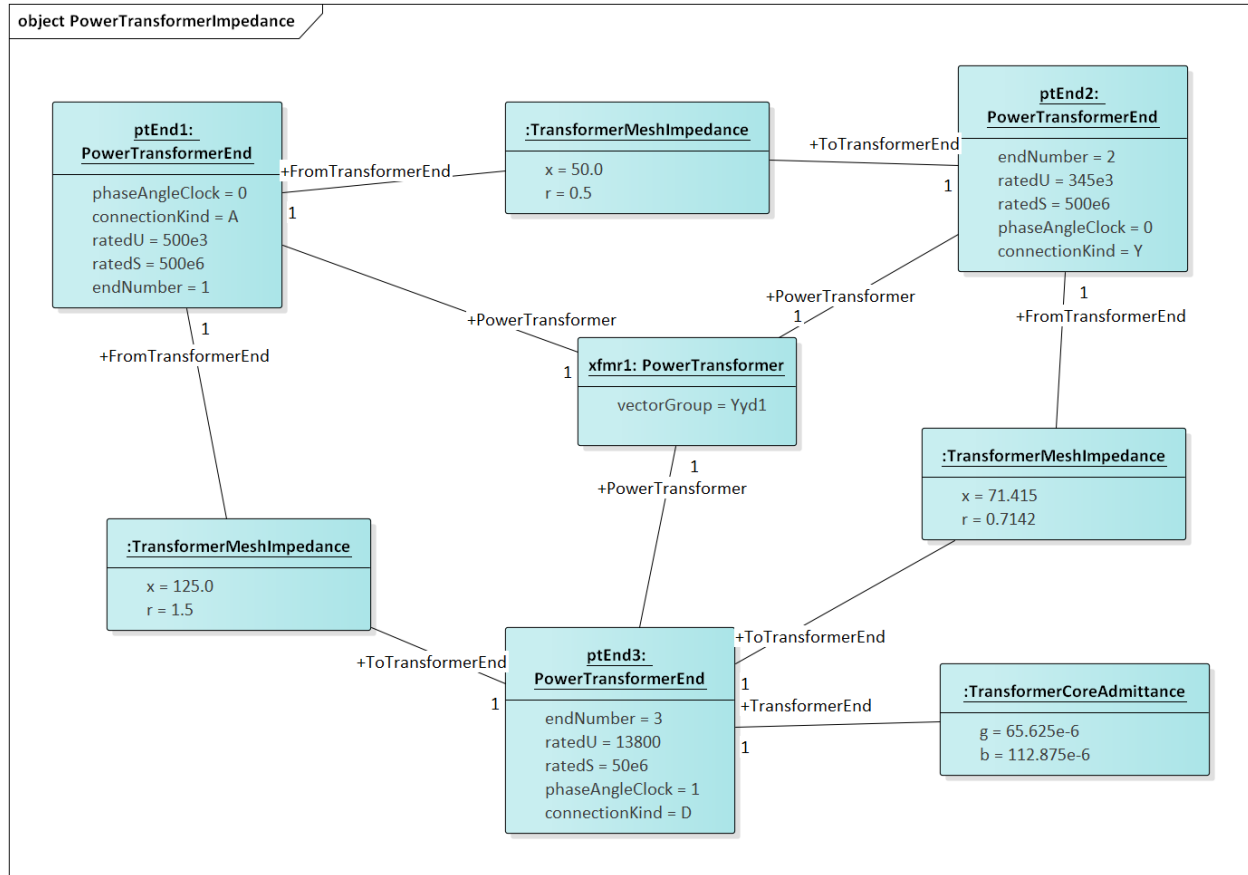 object PowerTransformerImpedance
ptEnd1:
PowerTransformerEnd
phaseAngleClock = 0
connectionKind = A
ratedU = 500e3
ratedS = 500e6
endNumber = 1
+FromTransformerEnd
1
:TransformerMeshImpedance
x = 50.0
r = 0.5
+ToTransformerEnd
1
ptEnd2:
PowerTransformerEnd
endNumber = 2
ratedU = 345e3
ratedS = 500e6
phaseAngleClock = 0
connectionKind = Y
+PowerTransformer
1
+PowerTransformer
1
1
+FromTransformerEnd
1
+FromTransformerEnd
xfmr1: PowerTransformer
vectorGroup = Yyd1
1
+PowerTransformer
:TransformerMeshImpedance
x = 71.415
r = 0.7142
:TransformerMeshImpedance
x = 125.0
r = 1.5
+ToTransformerEnd
1
+ToTransformerEnd
1
ptEnd3:
PowerTransformerEnd
endNumber = 3
ratedU = 13800
ratedS = 50e6
phaseAngleClock = 1
connectionKind = D
+TransformerEnd
1
:TransformerCoreAdmittance
g = 65.625e-6
b = 112.875e-6